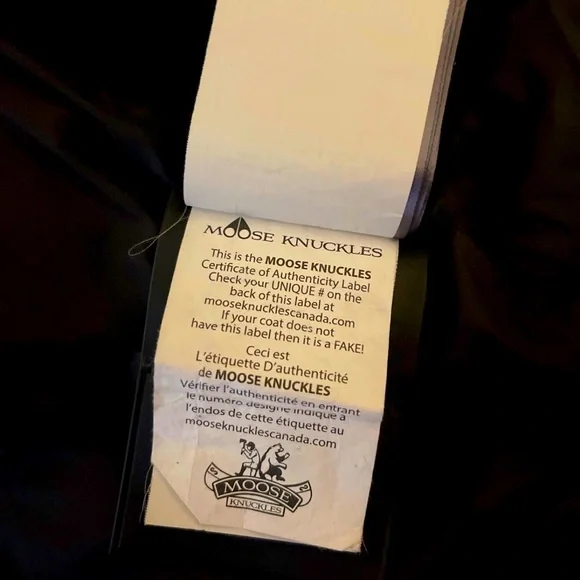 MOOSE KNUCKLES
This is the MOOSE KNUCKLES
Certificate of Authenticity Label
Check your UNIQUE # on the
back of this label at
mooseknucklescanada.com
If your coat does not
have this label then it is a FAKE!
Ceci est
L'étiquette D'authenticité
de MOOSE KNUCKLES
Vérifier l'authenticité en entrant
le numéro désigné indiqué à
l'endos de cette étiquette au
mooseknucklescanada.com
MOOSE
KNUCKLES